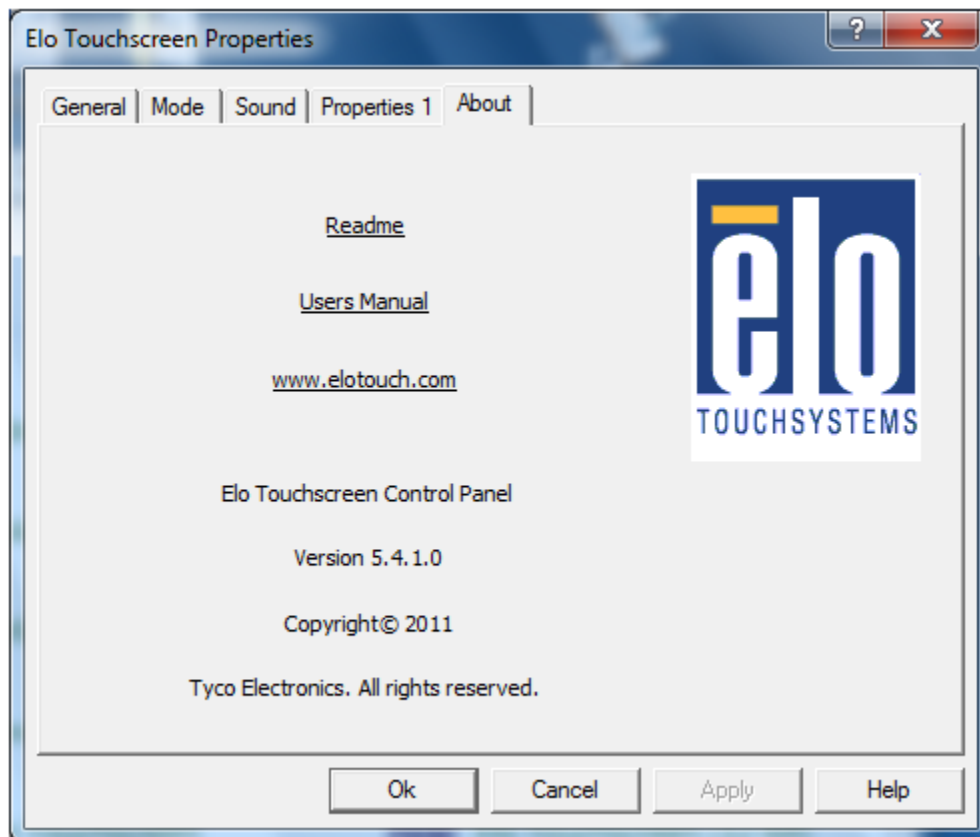 Elo Touchscreen Properties
?
X
General Mode Sound Properties 1 About
Readme
Users Manual
www.elotouch.com
ēlo
TOUCHSYSTEMS
Elo Touchscreen Control Panel
Version 5.4.1.0
Copyright© 2011
Tyco Electronics. All rights reserved.
Ok Cancel Apply Help